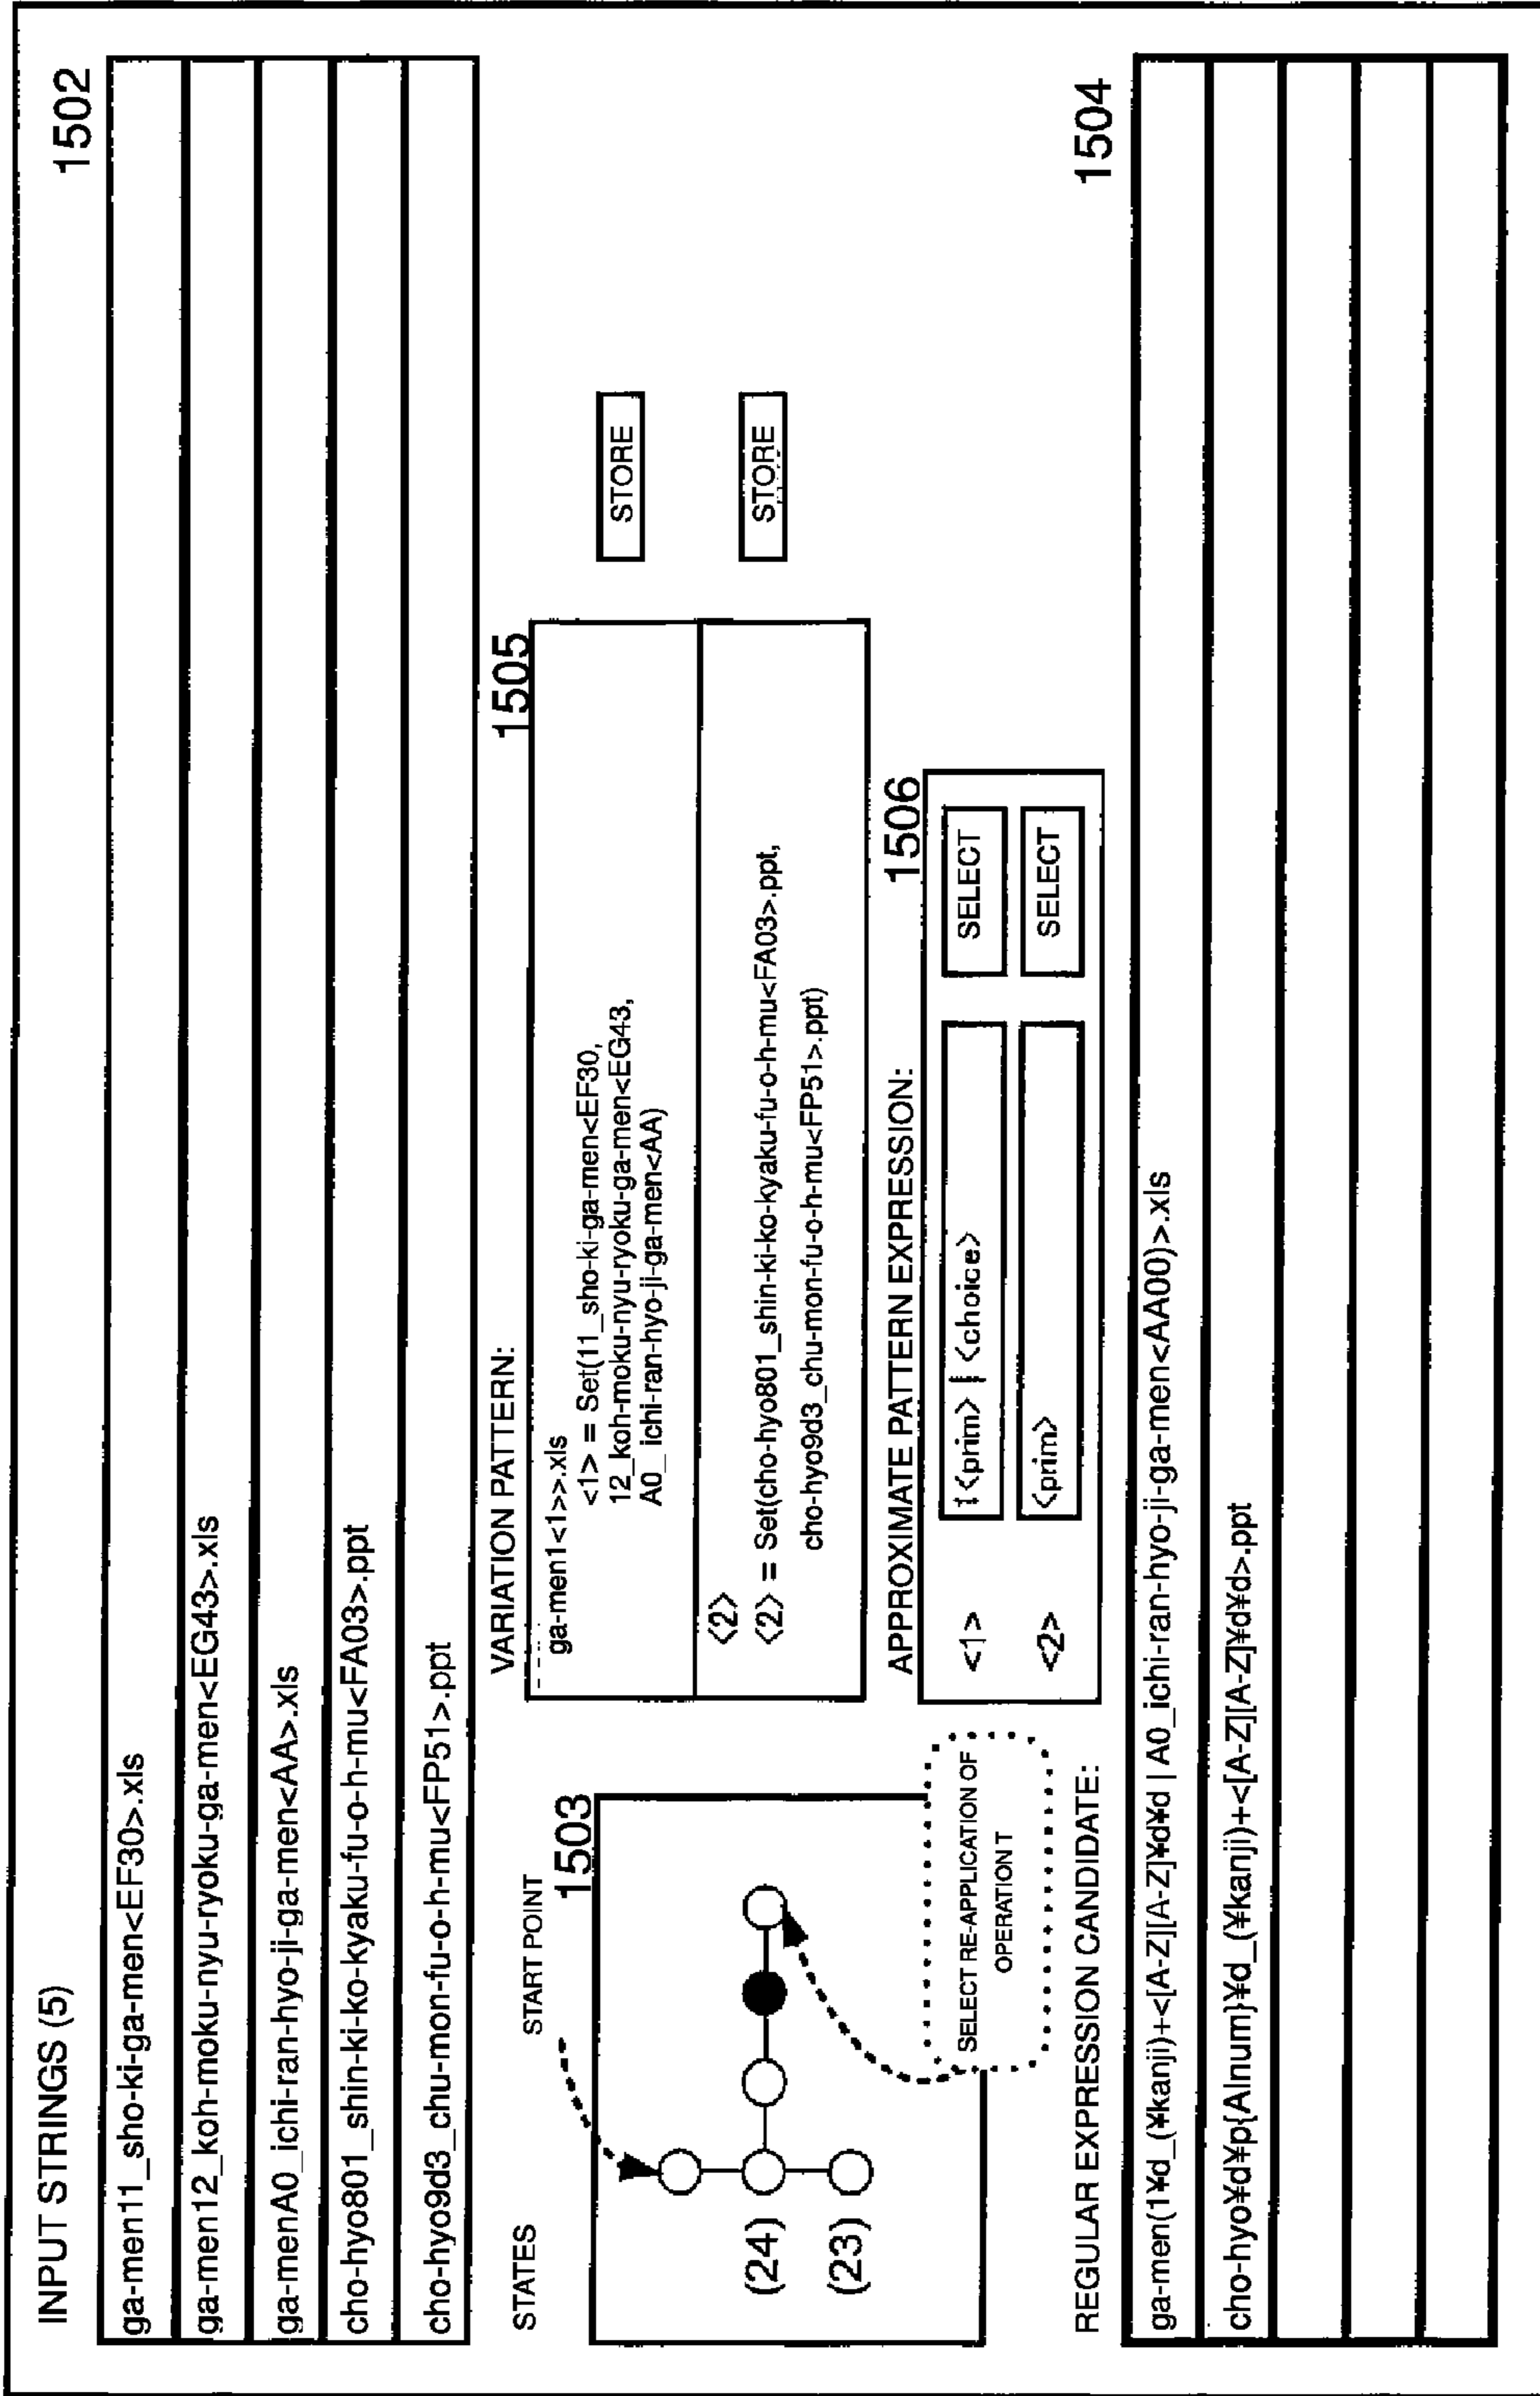 INPUT STRINGS (5)
1502
ga-men11_sho-ki-ga-men<EF30>.xls
ga-men12_koh-moku-nyu-ryoku-ga-men<EG43>.xls
ga-menA0_ichi-ran-hyo-ji-ga-men<AA>.xls
cho-hyo801_shin-ki-ko-kyaku-fu-o-h-mu<FA03>.ppt
cho-hyo9d3_chu-mon-fu-o-h-mu<FP51>.ppt
STATES
START POINT
1503
(24)
(23)
SELECT RE-APPLICATION OF
OPERATION T
VARIATION PATTERN:
1505
ga-men1<1>>.xls
<1> = Set(11_sho-ki-ga-men<EF30,
12_koh-moku-nyu-ryoku-ga-men<EG43,
A0_ ichi-ran-hyo-ji-ga-men<AA)
<2>
<2> = Set(cho-hyo801_shin-ki-ko-kyaku-fu-o-h-mu<FA03>.ppt,
cho-hyo9d3_chu-mon-fu-o-h-mu<FP51>.ppt)
STORE
STORE
APPROXIMATE PATTERN EXPRESSION:
1506
<1> 1<prim> | <choice> SELECT
<2> <prim> SELECT
REGULAR EXPRESSION CANDIDATE:
1504
ga-men(1¥d_(¥kanji)+<[A-Z][A-Z]¥d¥d | A0_ichi-ran-hyo-ji-ga-men<AA00)>.xls
cho-hyo¥d¥p{Alnum}¥d_(¥kanji)+<[A-Z][A-Z]¥d¥d>.ppt